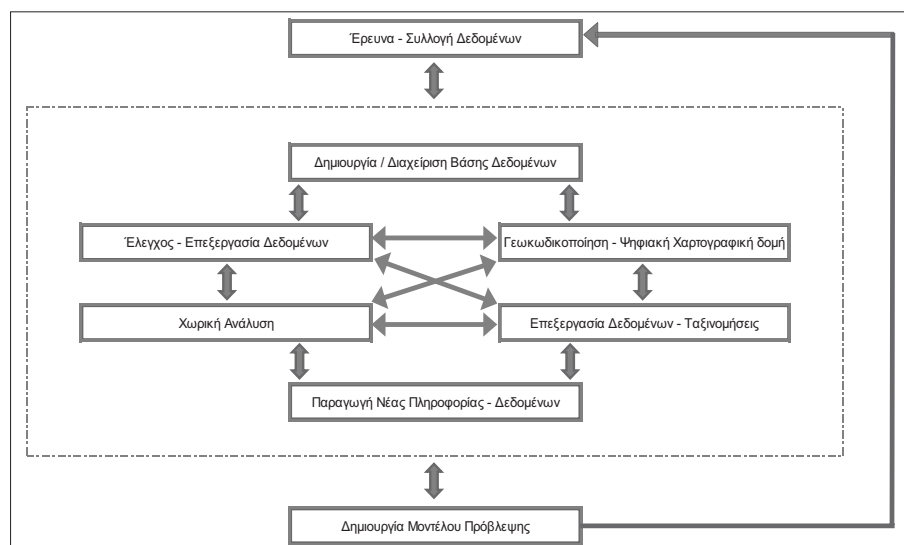 Έρευνα - Συλλογή Δεδομένων
Δημιουργία / Διαχείριση Βάσης Δεδομένων
Έλεγχος - Επεξεργασία Δεδομένων
Γεωκωδικοποίηση - Ψηφιακή Χαρτογραφική δομή
Χωρική Ανάλυση
Επεξεργασία Δεδομένων - Ταξινομήσεις
Παραγωγή Νέας Πληροφορίας - Δεδομένων
Δημιουργία Μοντέλου Πρόβλεψης